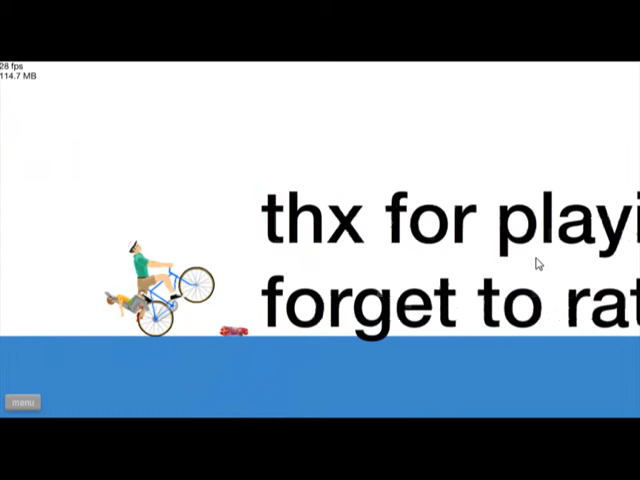 28 fps
114.7 MB
thx for playi
forget to rat
menu